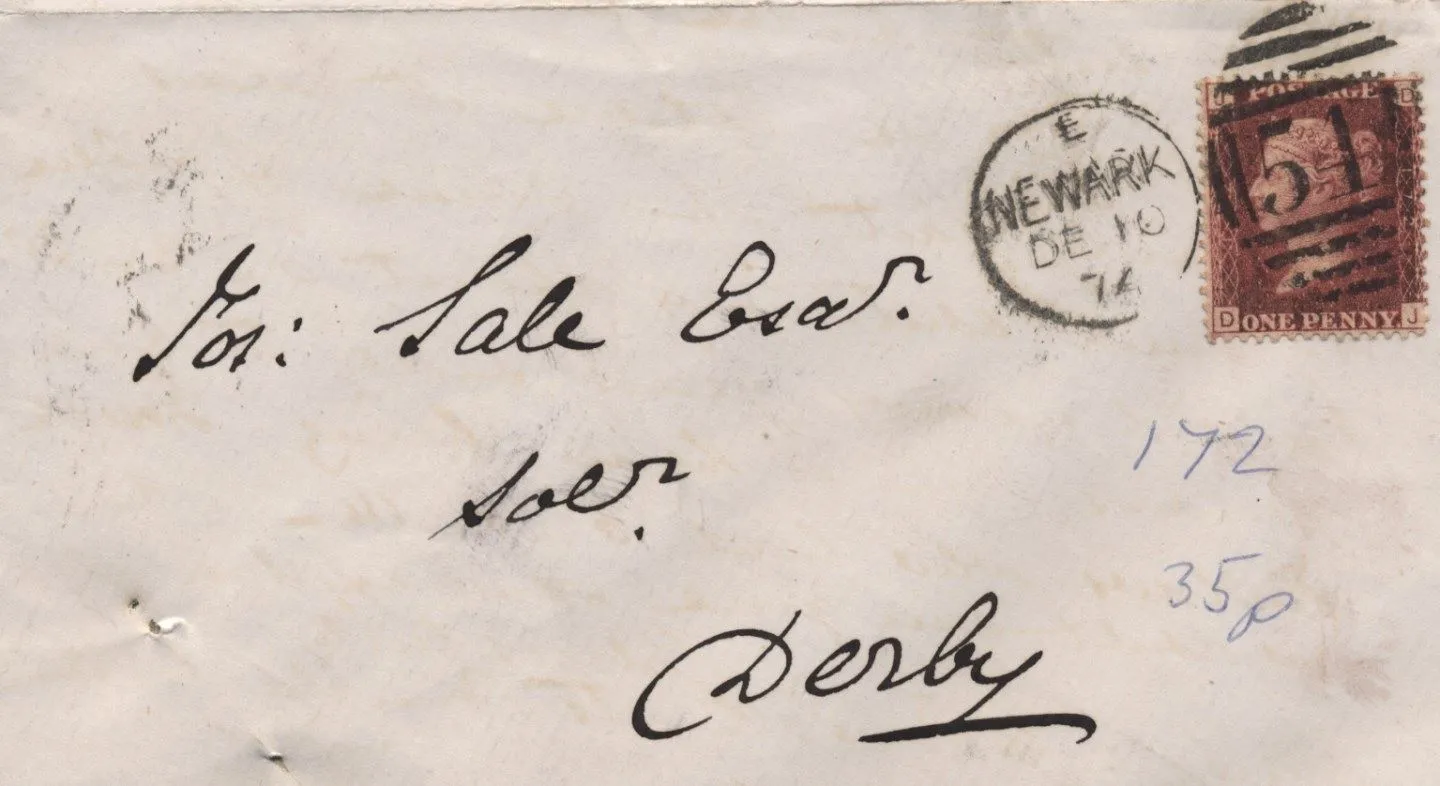 E
NEWARK
DE 10
74
J POSTAGE D
51
D ONE PENNY J
Jos: Sale Esqr.
Solr.
Derby
172
35p